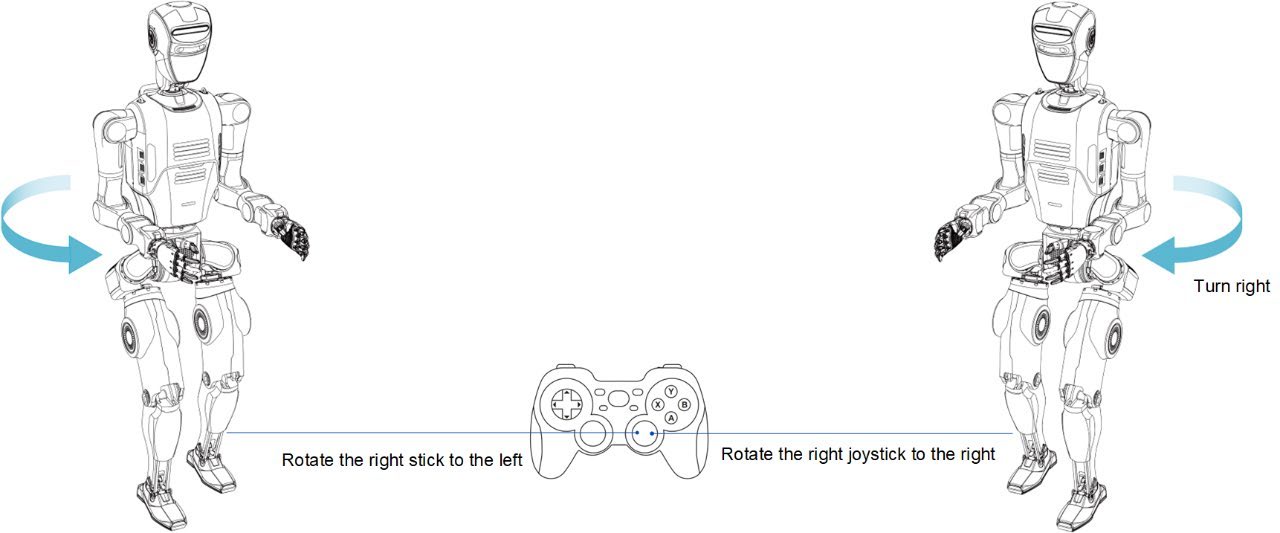 Turn right
Y
X B
A
Rotate the right stick to the left
Rotate the right joystick to the right